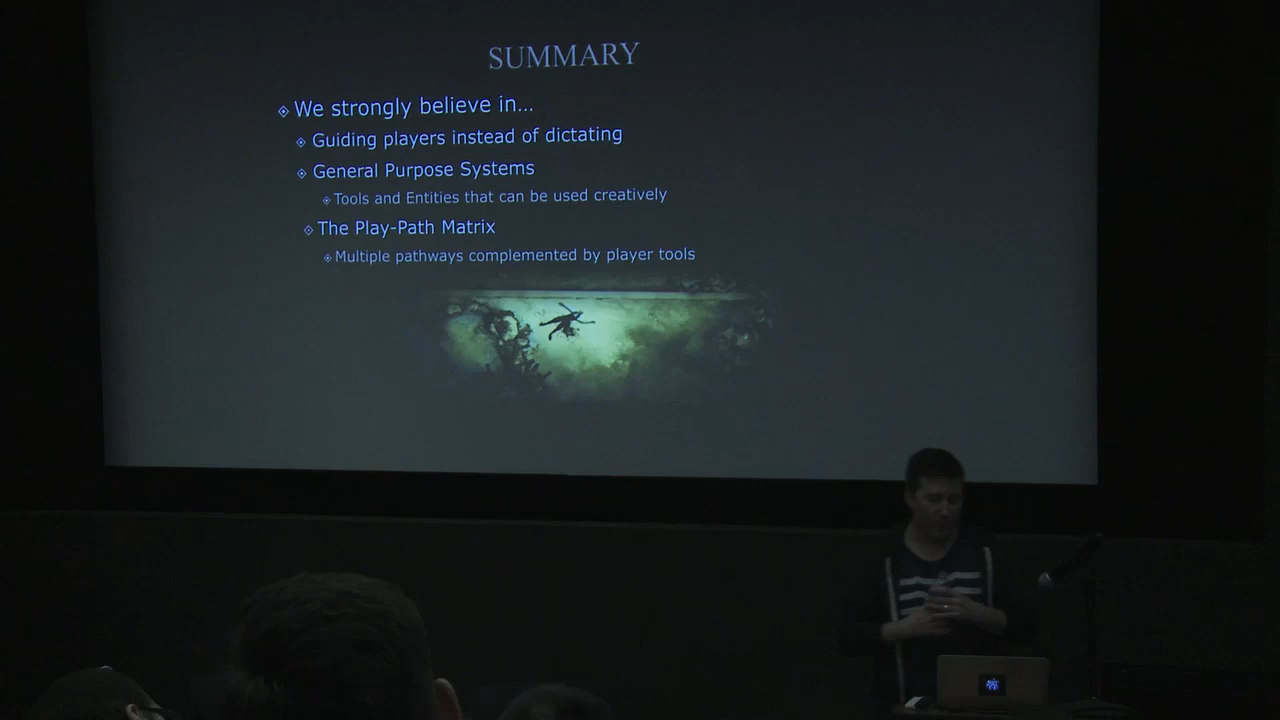 SUMMARY
We strongly believe in...
Guiding players instead of dictating
General Purpose Systems
Tools and Entities that can be used creatively
The Play-Path Matrix
Multiple pathways complemented by player tools